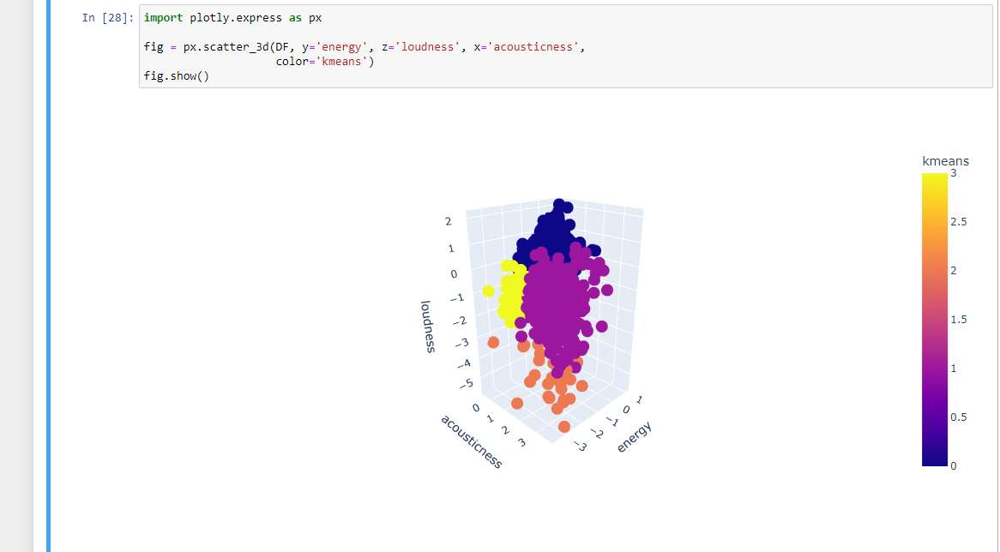 In [28]:
import plotly.express as px
fig = px.scatter_3d(DF, y='energy', z='loudness', x='acousticness',
color='kmeans')
fig.show()
kmeans
3
2.5
2
1.5
1
0.5
0
2
1
0
−1
−2
−3
−4
−5
loudness
0
1
2
3
acousticness
1
0
−1
−2
−3
energy